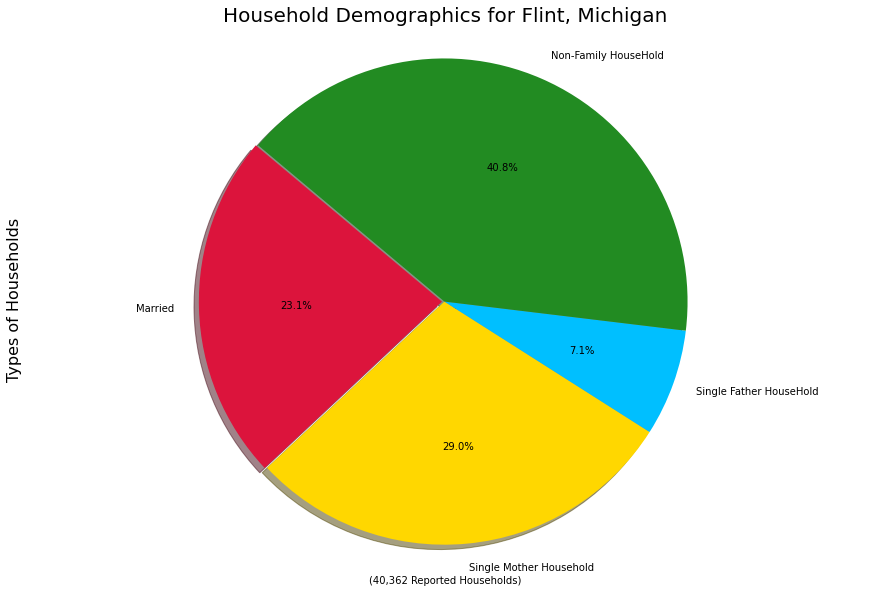 Household Demographics for Flint, Michigan
Non-Family HouseHold
40.8%
Types of Households
Married
23.1%
7.1%
Single Father HouseHold
29.0%
Single Mother Household
(40,362 Reported Households)